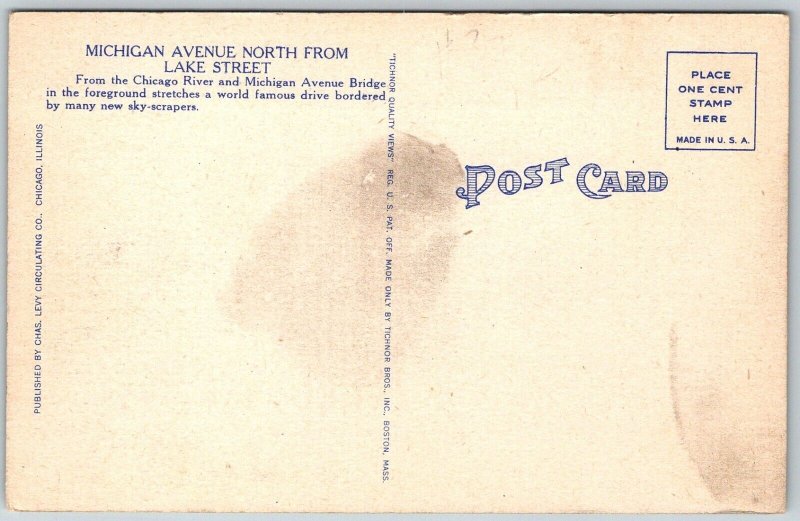 MICHIGAN AVENUE NORTH FROM
LAKE STREET
From the Chicago River and Michigan Avenue Bridge
in the foreground stretches a world famous drive bordered
by many new sky-scrapers.
PUBLISHED BY CHAS. LEVY CIRCULATING CO., CHICAGO, ILLINOIS
"TICHNOR QUALITY VIEWS" REG. U. S. PAT. OFF. MADE ONLY BY TICHNOR BROS., INC., BOSTON, MASS.
POST CARD
PLACE
ONE CENT
STAMP
HERE
MADE IN U. S. A.